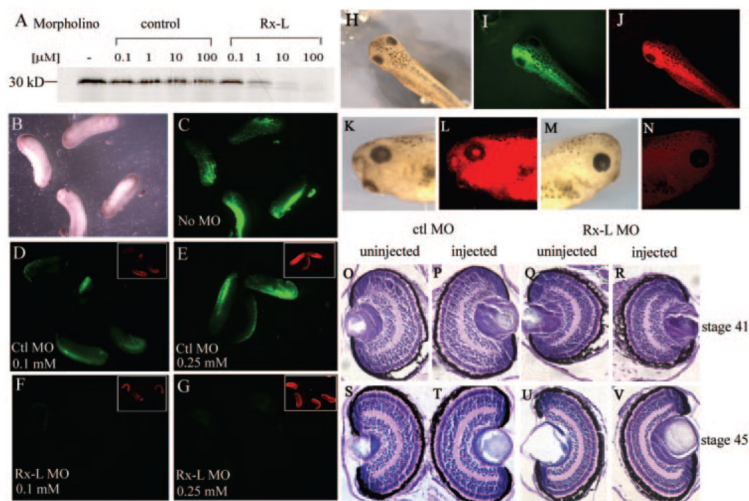 A Morpholino control Rx-L
[µM] - 0.1 1 10 100 0.1 1 10 100
30 kD
B
C
No MO
D
Ctl MO
0.1 mM
E
Ctl MO
0.25 mM
F
Rx-L MO
0.1 mM
G
Rx-L MO
0.25 mM
H I J
K L M N
ctl MO Rx-L MO
uninjected injected uninjected injected
O P Q R
stage 41
S T U V
stage 45